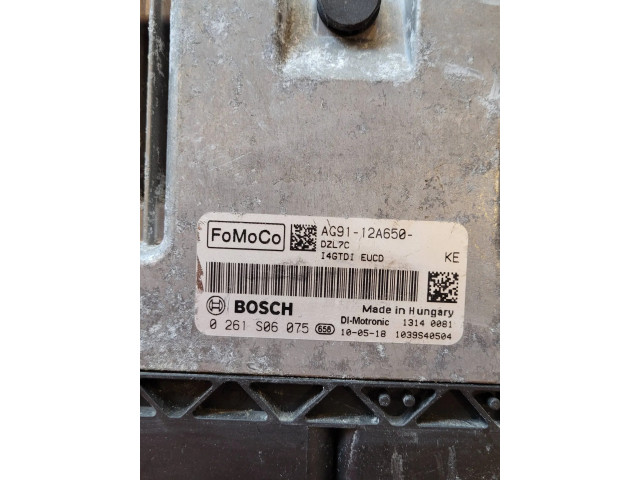 FoMoCo AG91-12A650-
DZL7C KE
I4GTDI EUCD
BOSCH Made in Hungary
DI-Motronic 1314 0081
0 261 S06 075 656 10-05-18 1039S40504